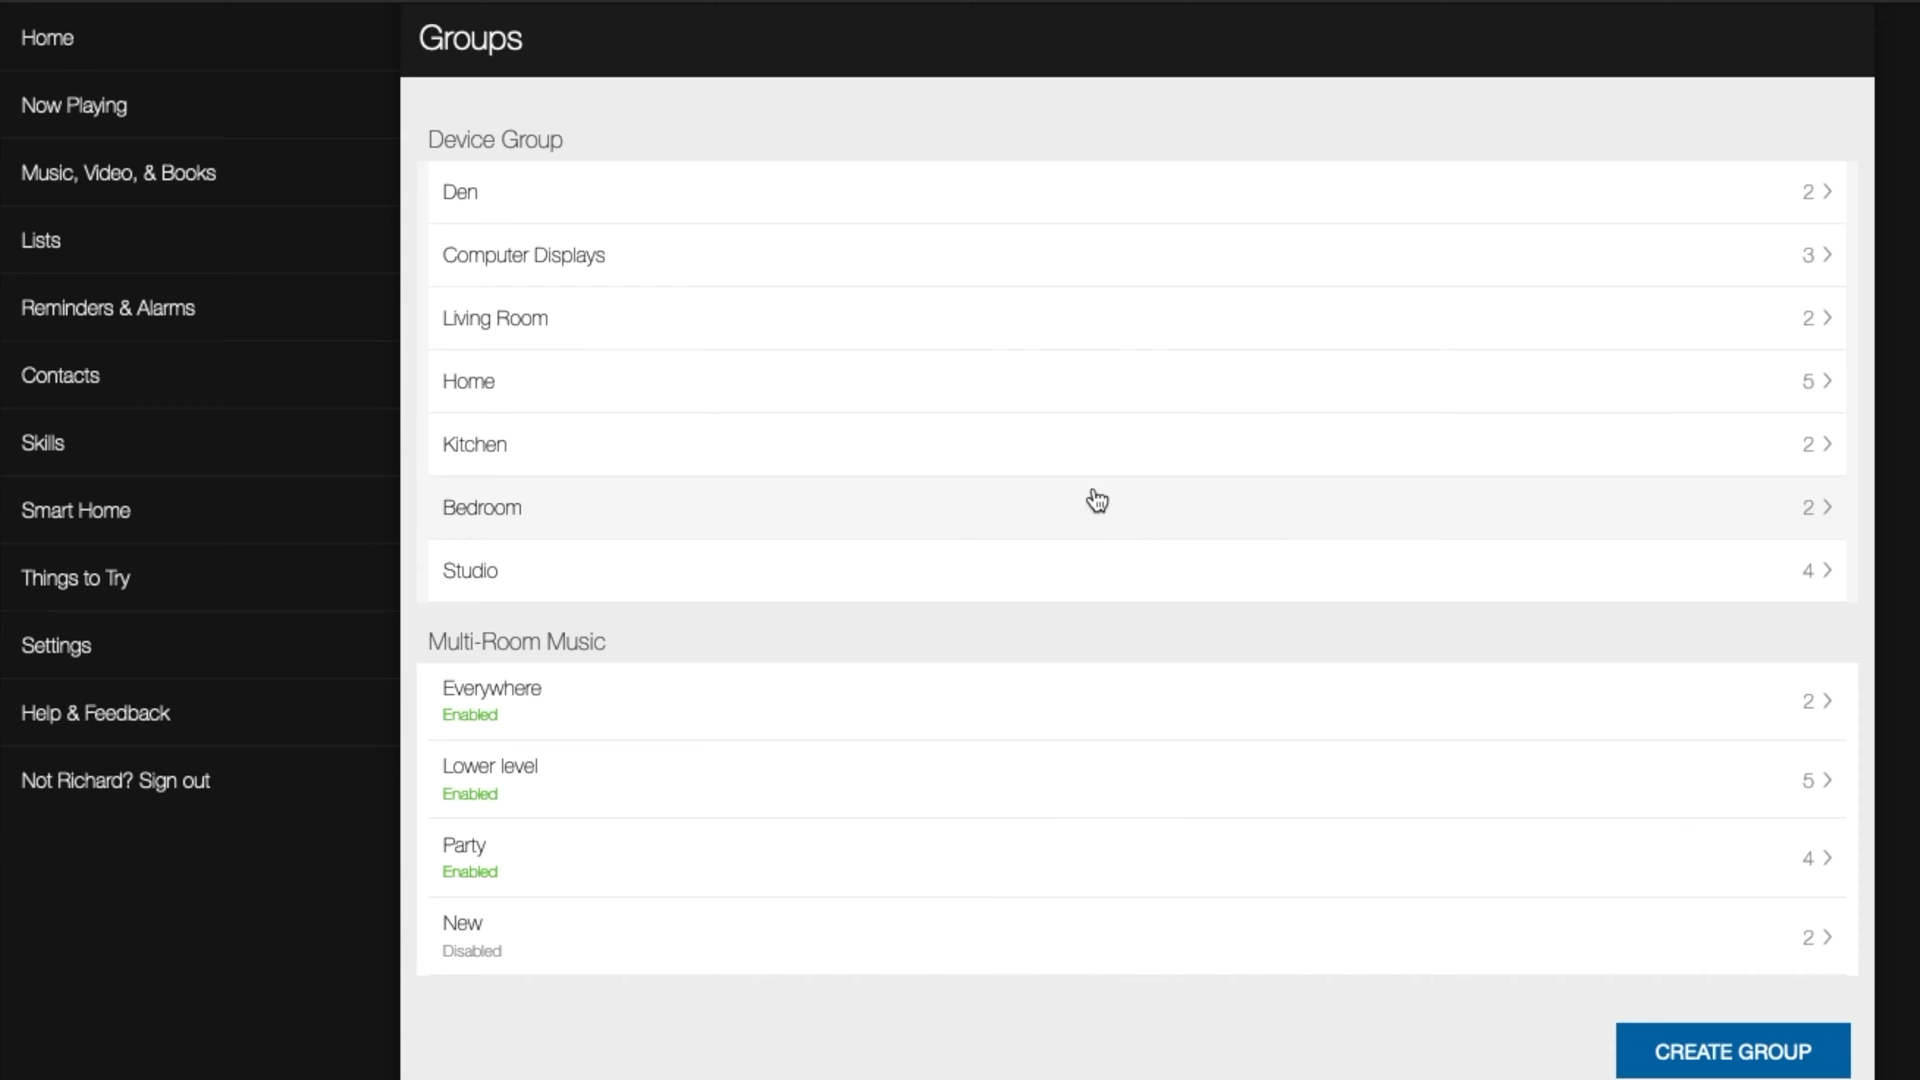 Home
Now Playing
Music, Video, & Books
Lists
Reminders & Alarms
Contacts
Skills
Smart Home
Things to Try
Settings
Help & Feedback
Not Richard? Sign out
Groups
Device Group
Den 2
Computer Displays 3
Living Room 2
Home 5
Kitchen 2
Bedroom 2
Studio 4
Multi-Room Music
Everywhere
Enabled 2
Lower level
Enabled 5
Party
Enabled 4
New
Disabled 2
CREATE GROUP